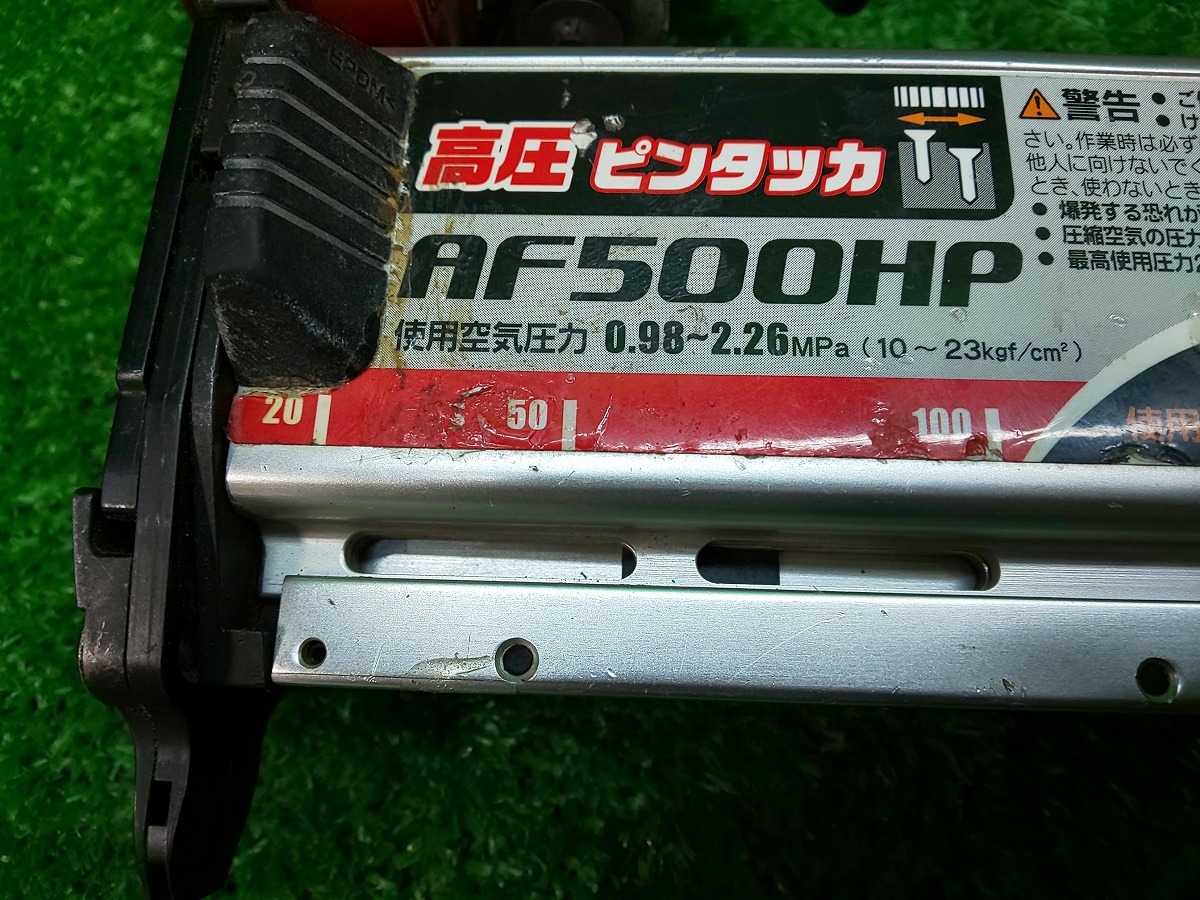 >EPDM<
高圧 ピンタッカ
AF500HP
使用空気圧力 0.98~2.26MPa (10~23kgf/cm²)
20 50 100
警告
さい。作業時は必ず
他人に向けないで
とき、使わないとき
● 爆発する恐れが
● 圧縮空気の圧力
● 最高使用圧力2
使用